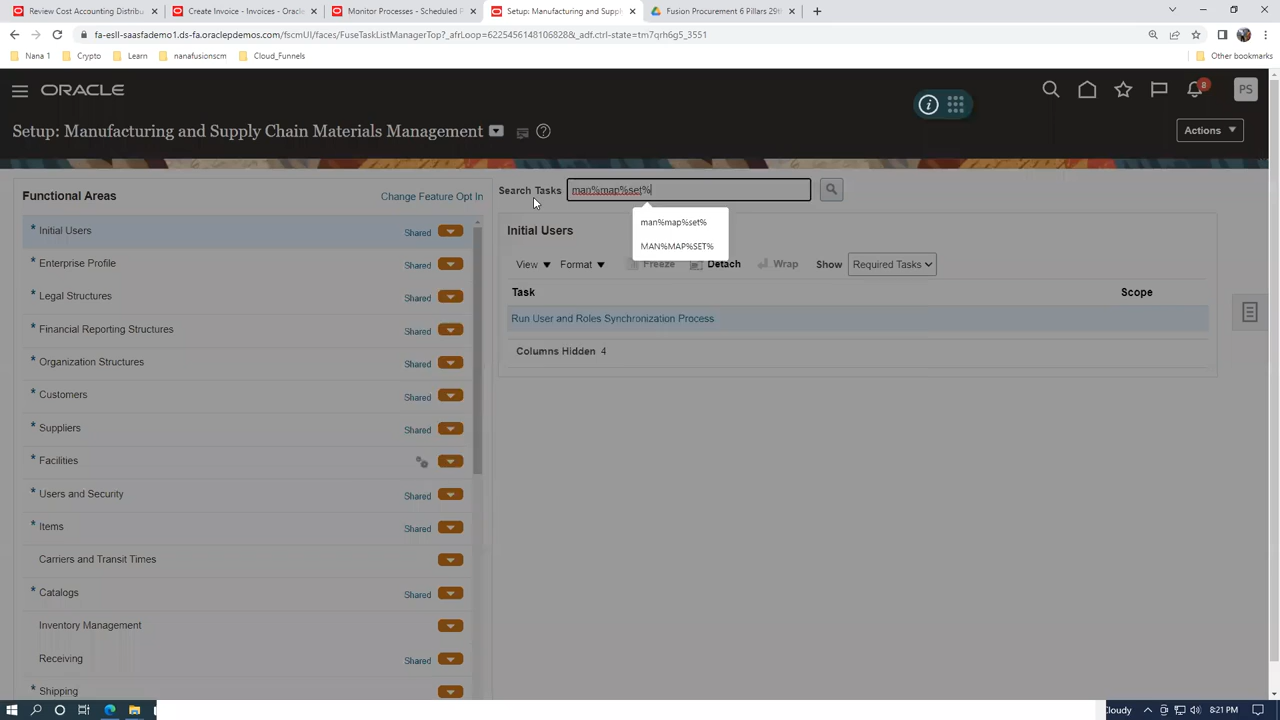 Review Cost Accounting Distribut
Create Invoice - Invoices - Oracle
Monitor Processes - Scheduled P
Setup: Manufacturing and Suppl
Fusion Procurement 6 Pillars 29th
fa-esll-saasfademo1.ds-fa.oraclepdemos.com/fscmUI/faces/FuseTaskListManagerTop?_afrLoop=62254561481068288&_adf.ctrl-state=tm7qrh6g5_3551
Nana 1
Crypto
Learn
nanafusionscm
Cloud_Funnels
Other bookmarks
ORACLE
8
PS
Setup: Manufacturing and Supply Chain Materials Management
Actions
Functional Areas
Change Feature Opt In
Search Tasks
man%map%set%
man%map%set%
MAN%MAP%SET%
* Initial Users Shared
* Enterprise Profile Shared
* Legal Structures Shared
* Financial Reporting Structures Shared
* Organization Structures Shared
* Customers Shared
* Suppliers Shared
* Facilities
* Users and Security Shared
* Items Shared
Carriers and Transit Times
* Catalogs Shared
Inventory Management
Receiving Shared
* Shipping
Initial Users
View Format Freeze Detach Wrap Show Required Tasks
Task Scope
Run User and Roles Synchronization Process
Columns Hidden 4
Cloudy
8:21 PM